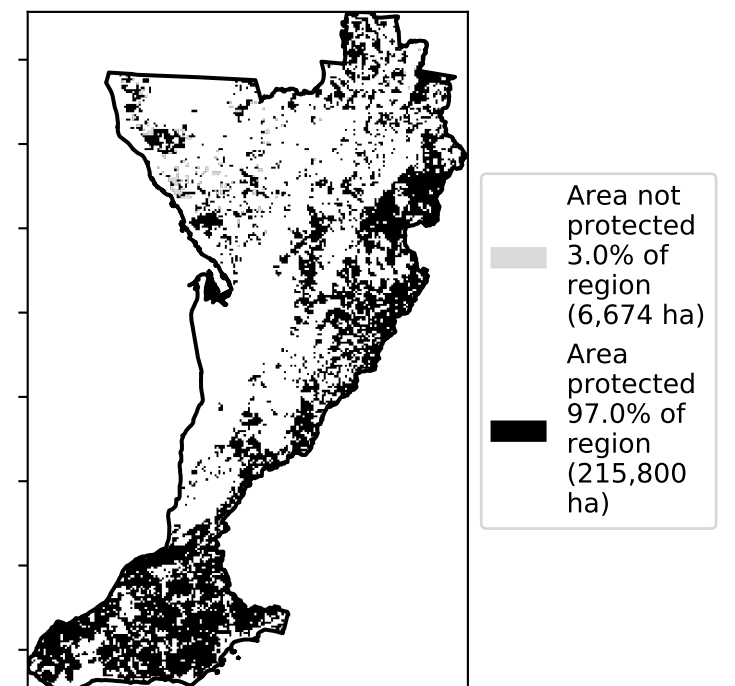 Area not
protected
3.0% of
region
(6,674 ha)
Area
protected
97.0% of
region
(215,800
ha)